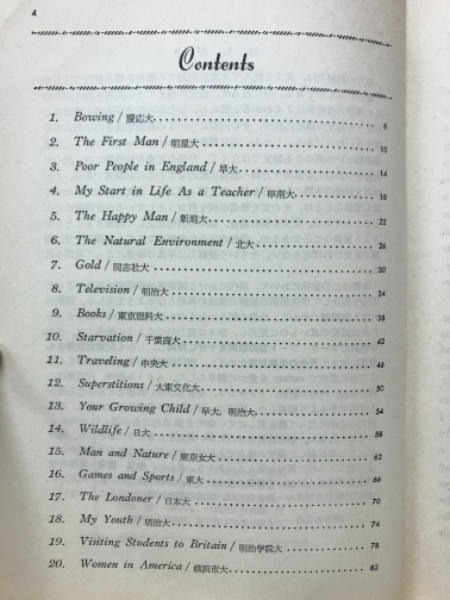 4
Contents
1. Bowing / 慶応大 6
2. The First Man / 明星大 10
3. Poor People in England / 早大 14
4. My Start in Life As a Teacher / 甲南大 18
5. The Happy Man / 新潟大 22
6. The Natural Environment / 北大 26
7. Gold / 同志社大 30
8. Television / 明治大 34
9. Books / 東京理科大 38
10. Starvation / 千葉商大 42
11. Traveling / 中央大 46
12. Superstitions / 大東文化大 50
13. Your Growing Child / 早大, 明治大 54
14. Wildlife / 日大 58
15. Man and Nature / 東京女大 62
16. Games and Sports / 東大 66
17. The Londoner / 日本大 70
18. My Youth / 明治大 74
19. Visiting Students to Britain / 明治学院大 78
20. Women in America / 横浜市大 82